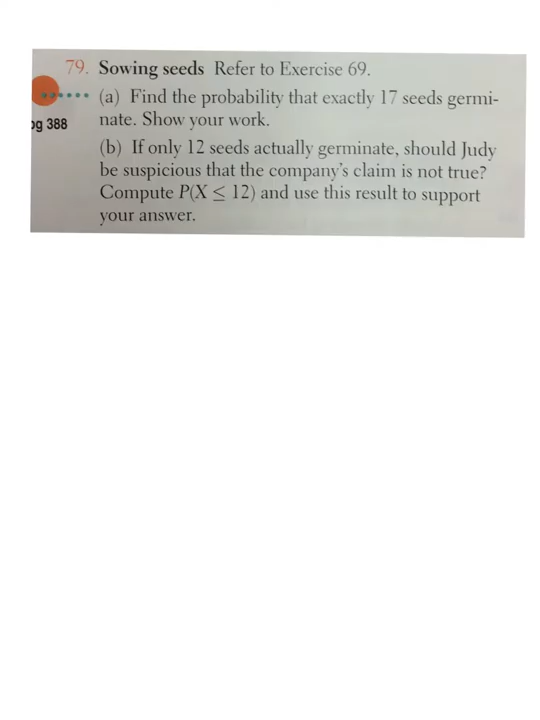 79. Sowing seeds Refer to Exercise 69.
(a) Find the probability that exactly 17 seeds germi-
pg 388
nate. Show your work.
(b) If only 12 seeds actually germinate, should Judy
be suspicious that the company's claim is not true?
Compute P(X ≤ 12) and use this result to support
your answer.